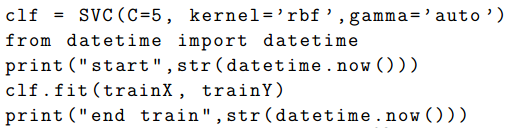 clf = SVC(C=5, kernel=’rbf’,gamma=’auto’)
from datetime import datetime
print("start",str(datetime.now()))
clf.fit(trainX, trainY)
print("end train",str(datetime.now()))